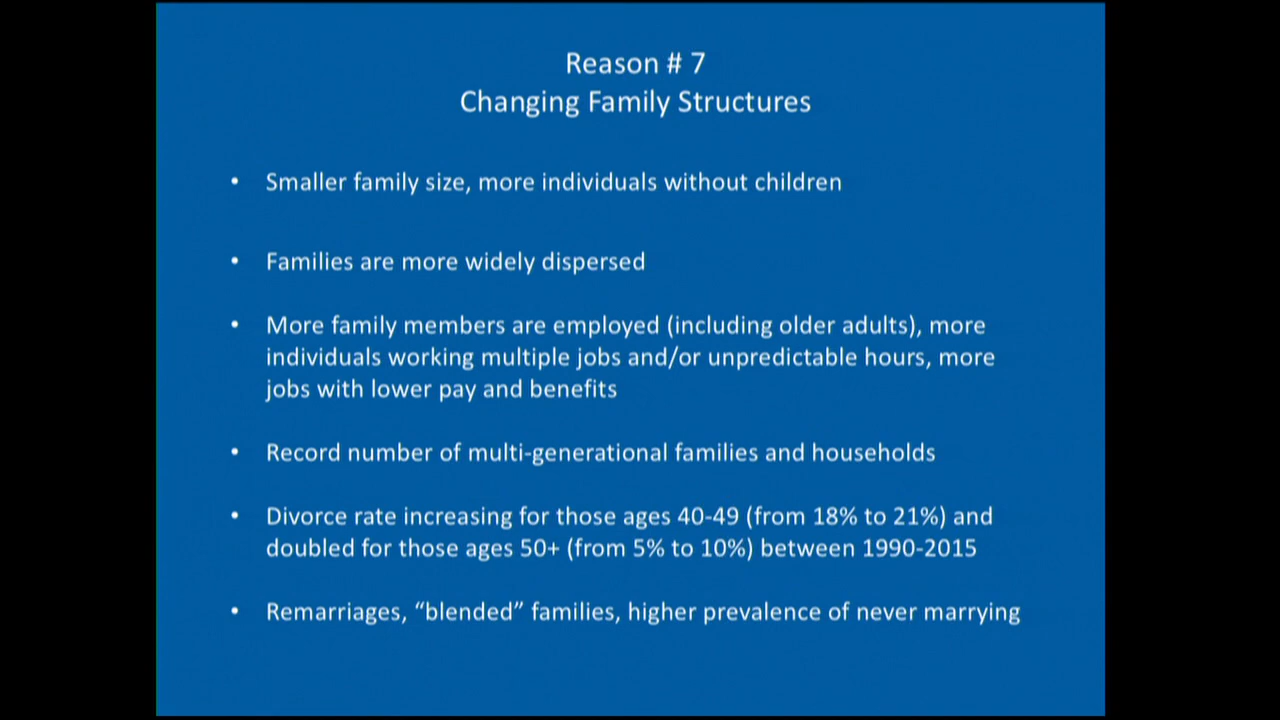 Reason # 7
Changing Family Structures
• Smaller family size, more individuals without children
• Families are more widely dispersed
• More family members are employed (including older adults), more
individuals working multiple jobs and/or unpredictable hours, more
jobs with lower pay and benefits
• Record number of multi-generational families and households
• Divorce rate increasing for those ages 40-49 (from 18% to 21%) and
doubled for those ages 50+ (from 5% to 10%) between 1990-2015
• Remarriages, “blended” families, higher prevalence of never marrying